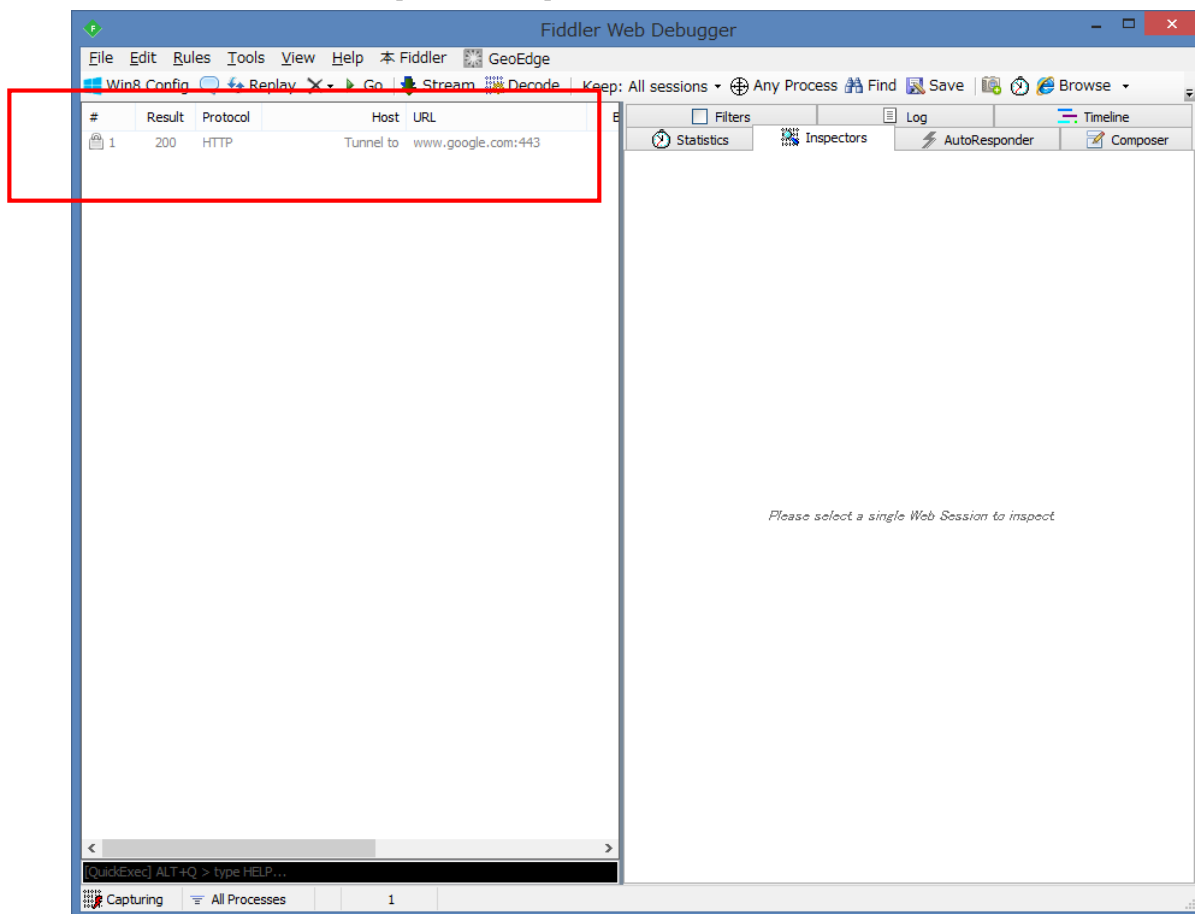 Fiddler Web Debugger
File Edit Rules Tools View Help 本 Fiddler GeoEdge
Win8 Config Replay Go Stream Decode Keep: All sessions Any Process Find Save Browse
# Result Protocol Host URL
1 200 HTTP Tunnel to www.google.com:443
Filters Log Timeline
Statistics Inspectors AutoResponder Composer
Please select a single Web Session to inspect
[QuickExec] ALT+Q > type HELP...
Capturing All Processes 1